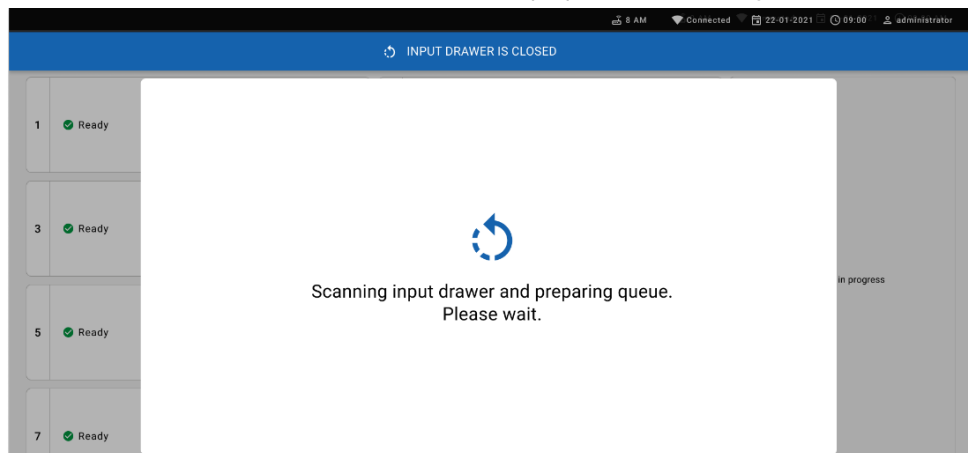 8 AM Connected 22-01-2021 09:00 administrator
INPUT DRAWER IS CLOSED
1 Ready
3 Ready
Scanning input drawer and preparing queue.
Please wait.
in progress
5 Ready
7 Ready